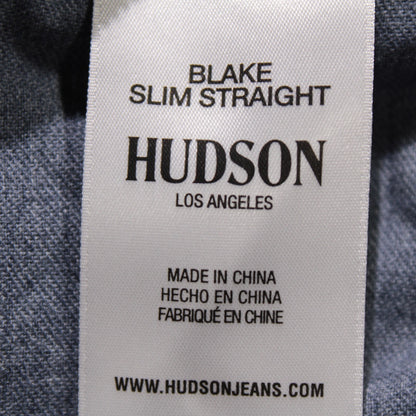 BLAKE
SLIM STRAIGHT
HUDSON
LOS ANGELES
MADE IN CHINA
HECHO EN CHINA
FABRIQUÉ EN CHINE
WWW.HUDSONJEANS.COM